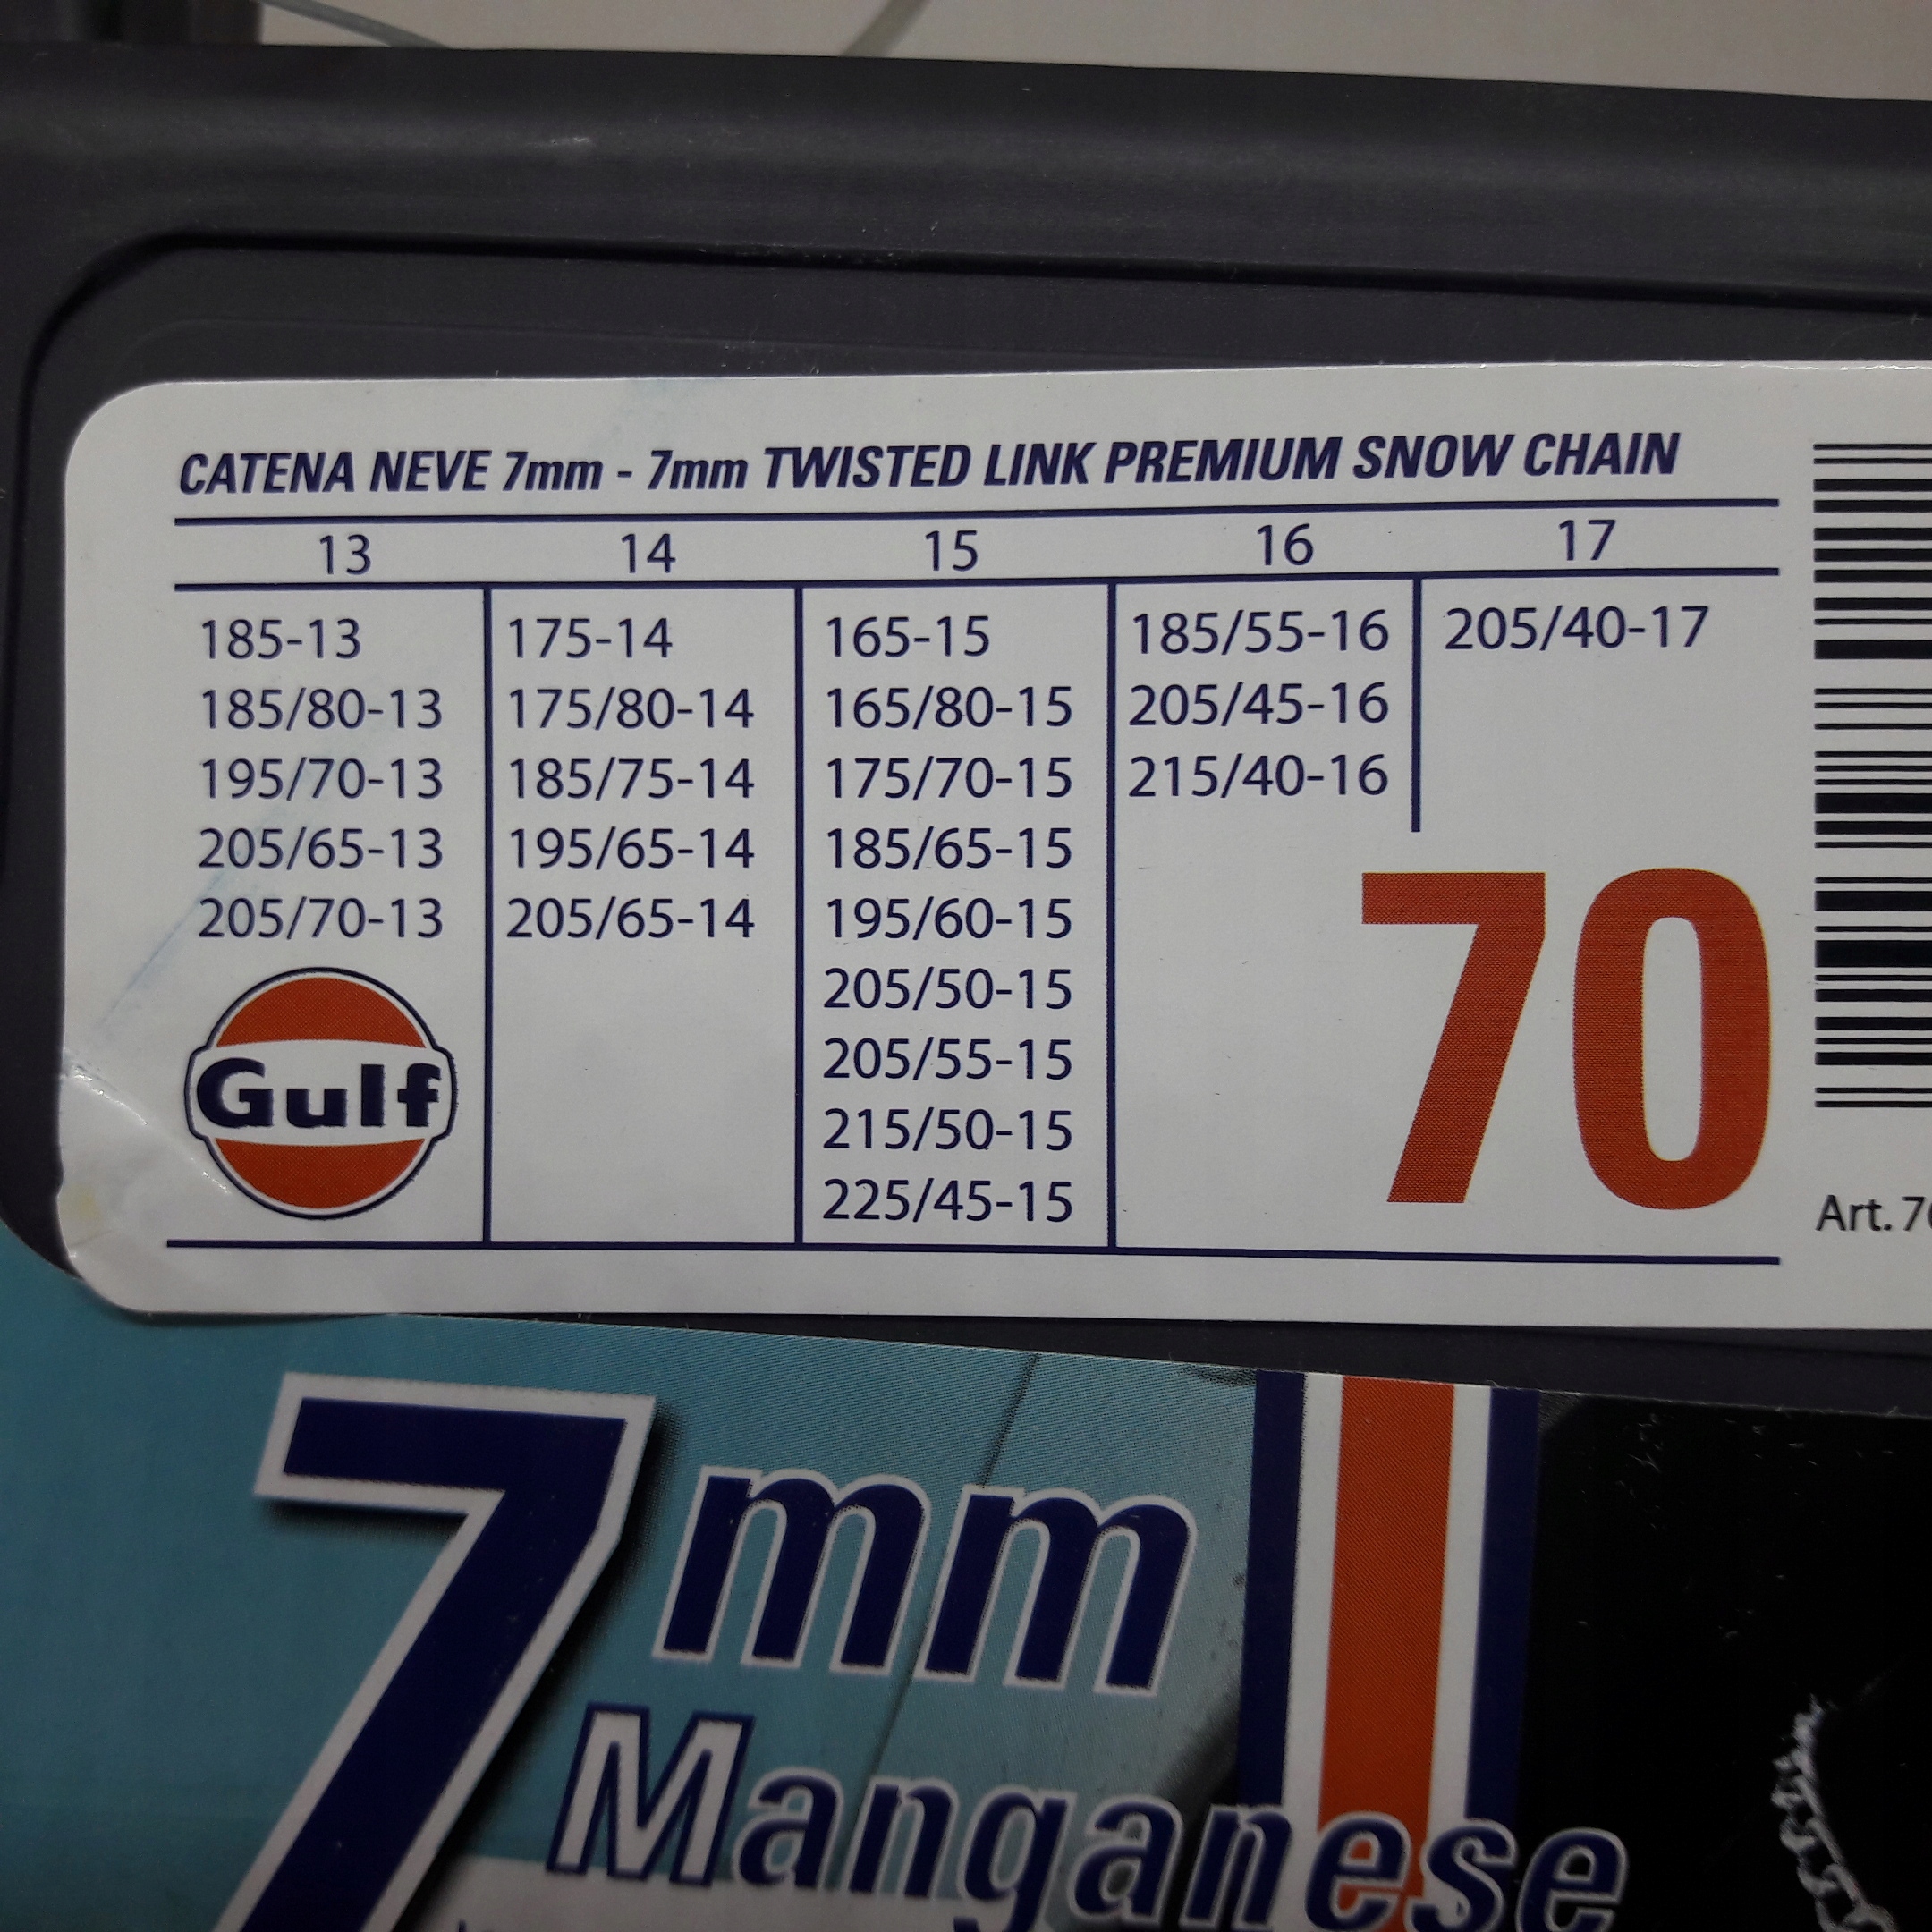 CATENA NEVE 7mm - 7mm TWISTED LINK PREMIUM SNOW CHAIN
13 14 15 16 17
185-13 175-14 165-15 185/55-16 205/40-17
185/80-13 175/80-14 165/80-15 205/45-16
195/70-13 185/75-14 175/70-15 215/40-16
205/65-13 195/65-14 185/65-15
205/70-13 205/65-14 195/60-15
205/50-15
205/55-15
215/50-15
225/45-15
Gulf
70
Art.
7mm
Manganese